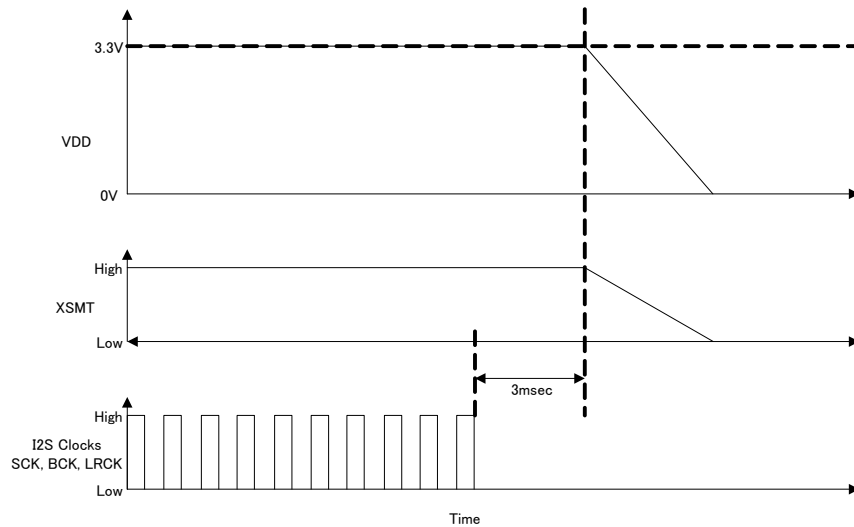 3.3V
VDD
0V
High
XSMT
Low
3msec
High
I2S Clocks
SCK, BCK, LRCK
Low
Time